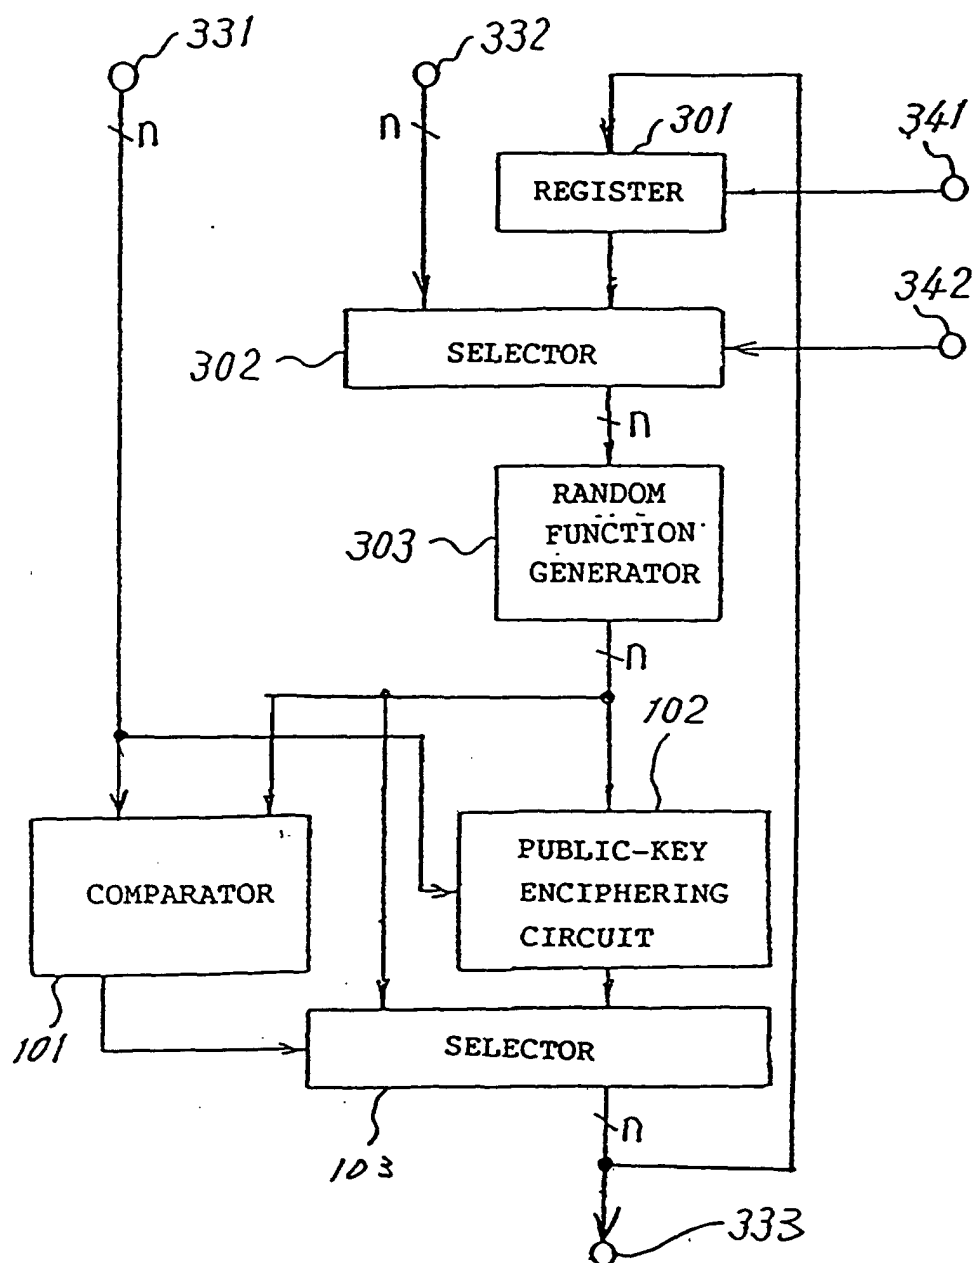 331
332
n
n
301
341
REGISTER
342
302
SELECTOR
n
RANDOM
FUNCTION
GENERATOR
303
n
102
COMPARATOR
PUBLIC-KEY
ENCIPHERING
CIRCUIT
101
SELECTOR
103
n
333